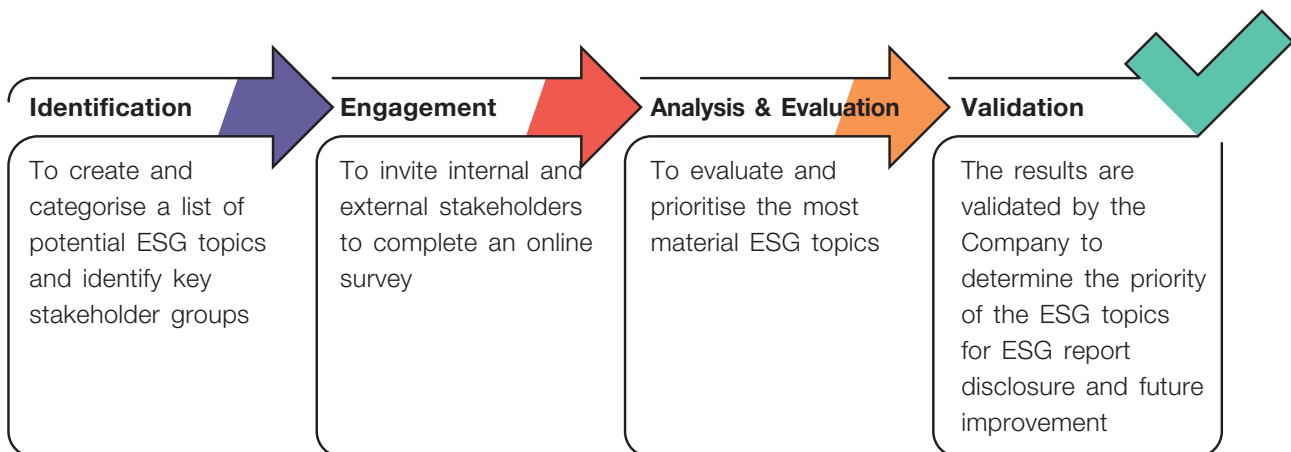 Identification
To create and
categorise a list of
potential ESG topics
and identify key
stakeholder groups
Engagement
To invite internal and
external stakeholders
to complete an online
survey
Analysis & Evaluation
To evaluate and
prioritise the most
material ESG topics
Validation
The results are
validated by the
Company to
determine the priority
of the ESG topics
for ESG report
disclosure and future
improvement